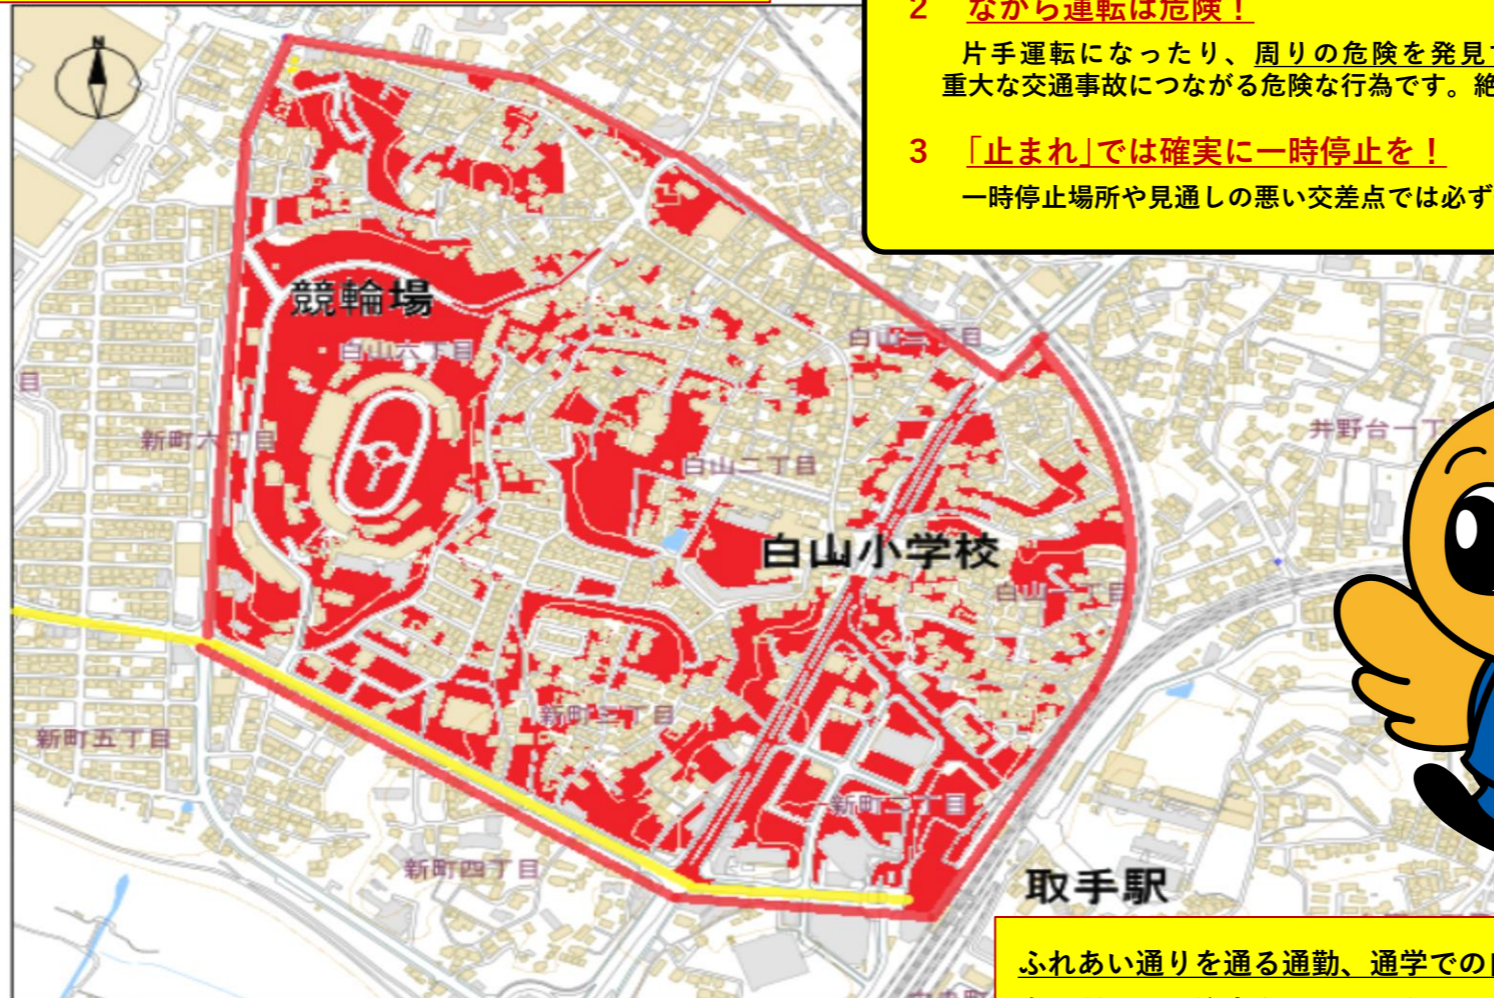 2 ながら運転は危険！
片手運転になったり、周りの危険を発見
重大な交通事故につながる危険な行為です。絶
3 「止まれ」では確実に一時停止を！
一時停止場所や見通しの悪い交差点では必ず
N
競輪場
白山六丁目
白山三丁目
目
新町六丁目
井野台一丁
白山二丁目
白山小学校
白山一丁目
新町三丁目
新町五丁目
新町二丁目
新町四丁目
取手駅
ふれあい通りを通る通勤、通学での